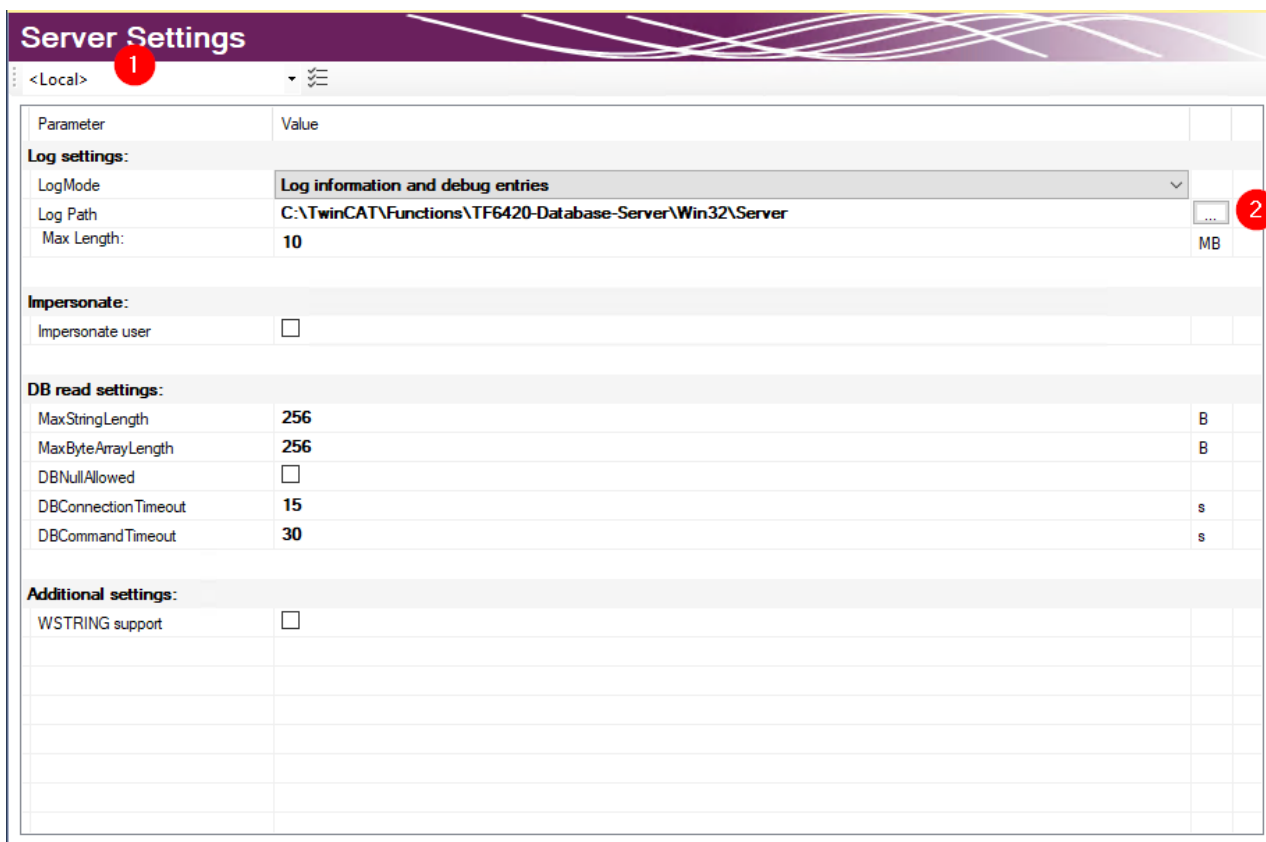 Server Settings
1
<Local>
Parameter Value
Log settings:
LogMode Log information and debug entries
Log Path C:\TwinCAT\Functions\TF6420-Database-Server\Win32\Server ... 2
Max Length: 10 MB
Impersonate:
Impersonate user
DB read settings:
MaxStringLength 256 B
MaxByteArrayLength 256 B
DBNullAllowed
DBConnectionTimeout 15 s
DBCommandTimeout 30 s
Additional settings:
WSTRING support